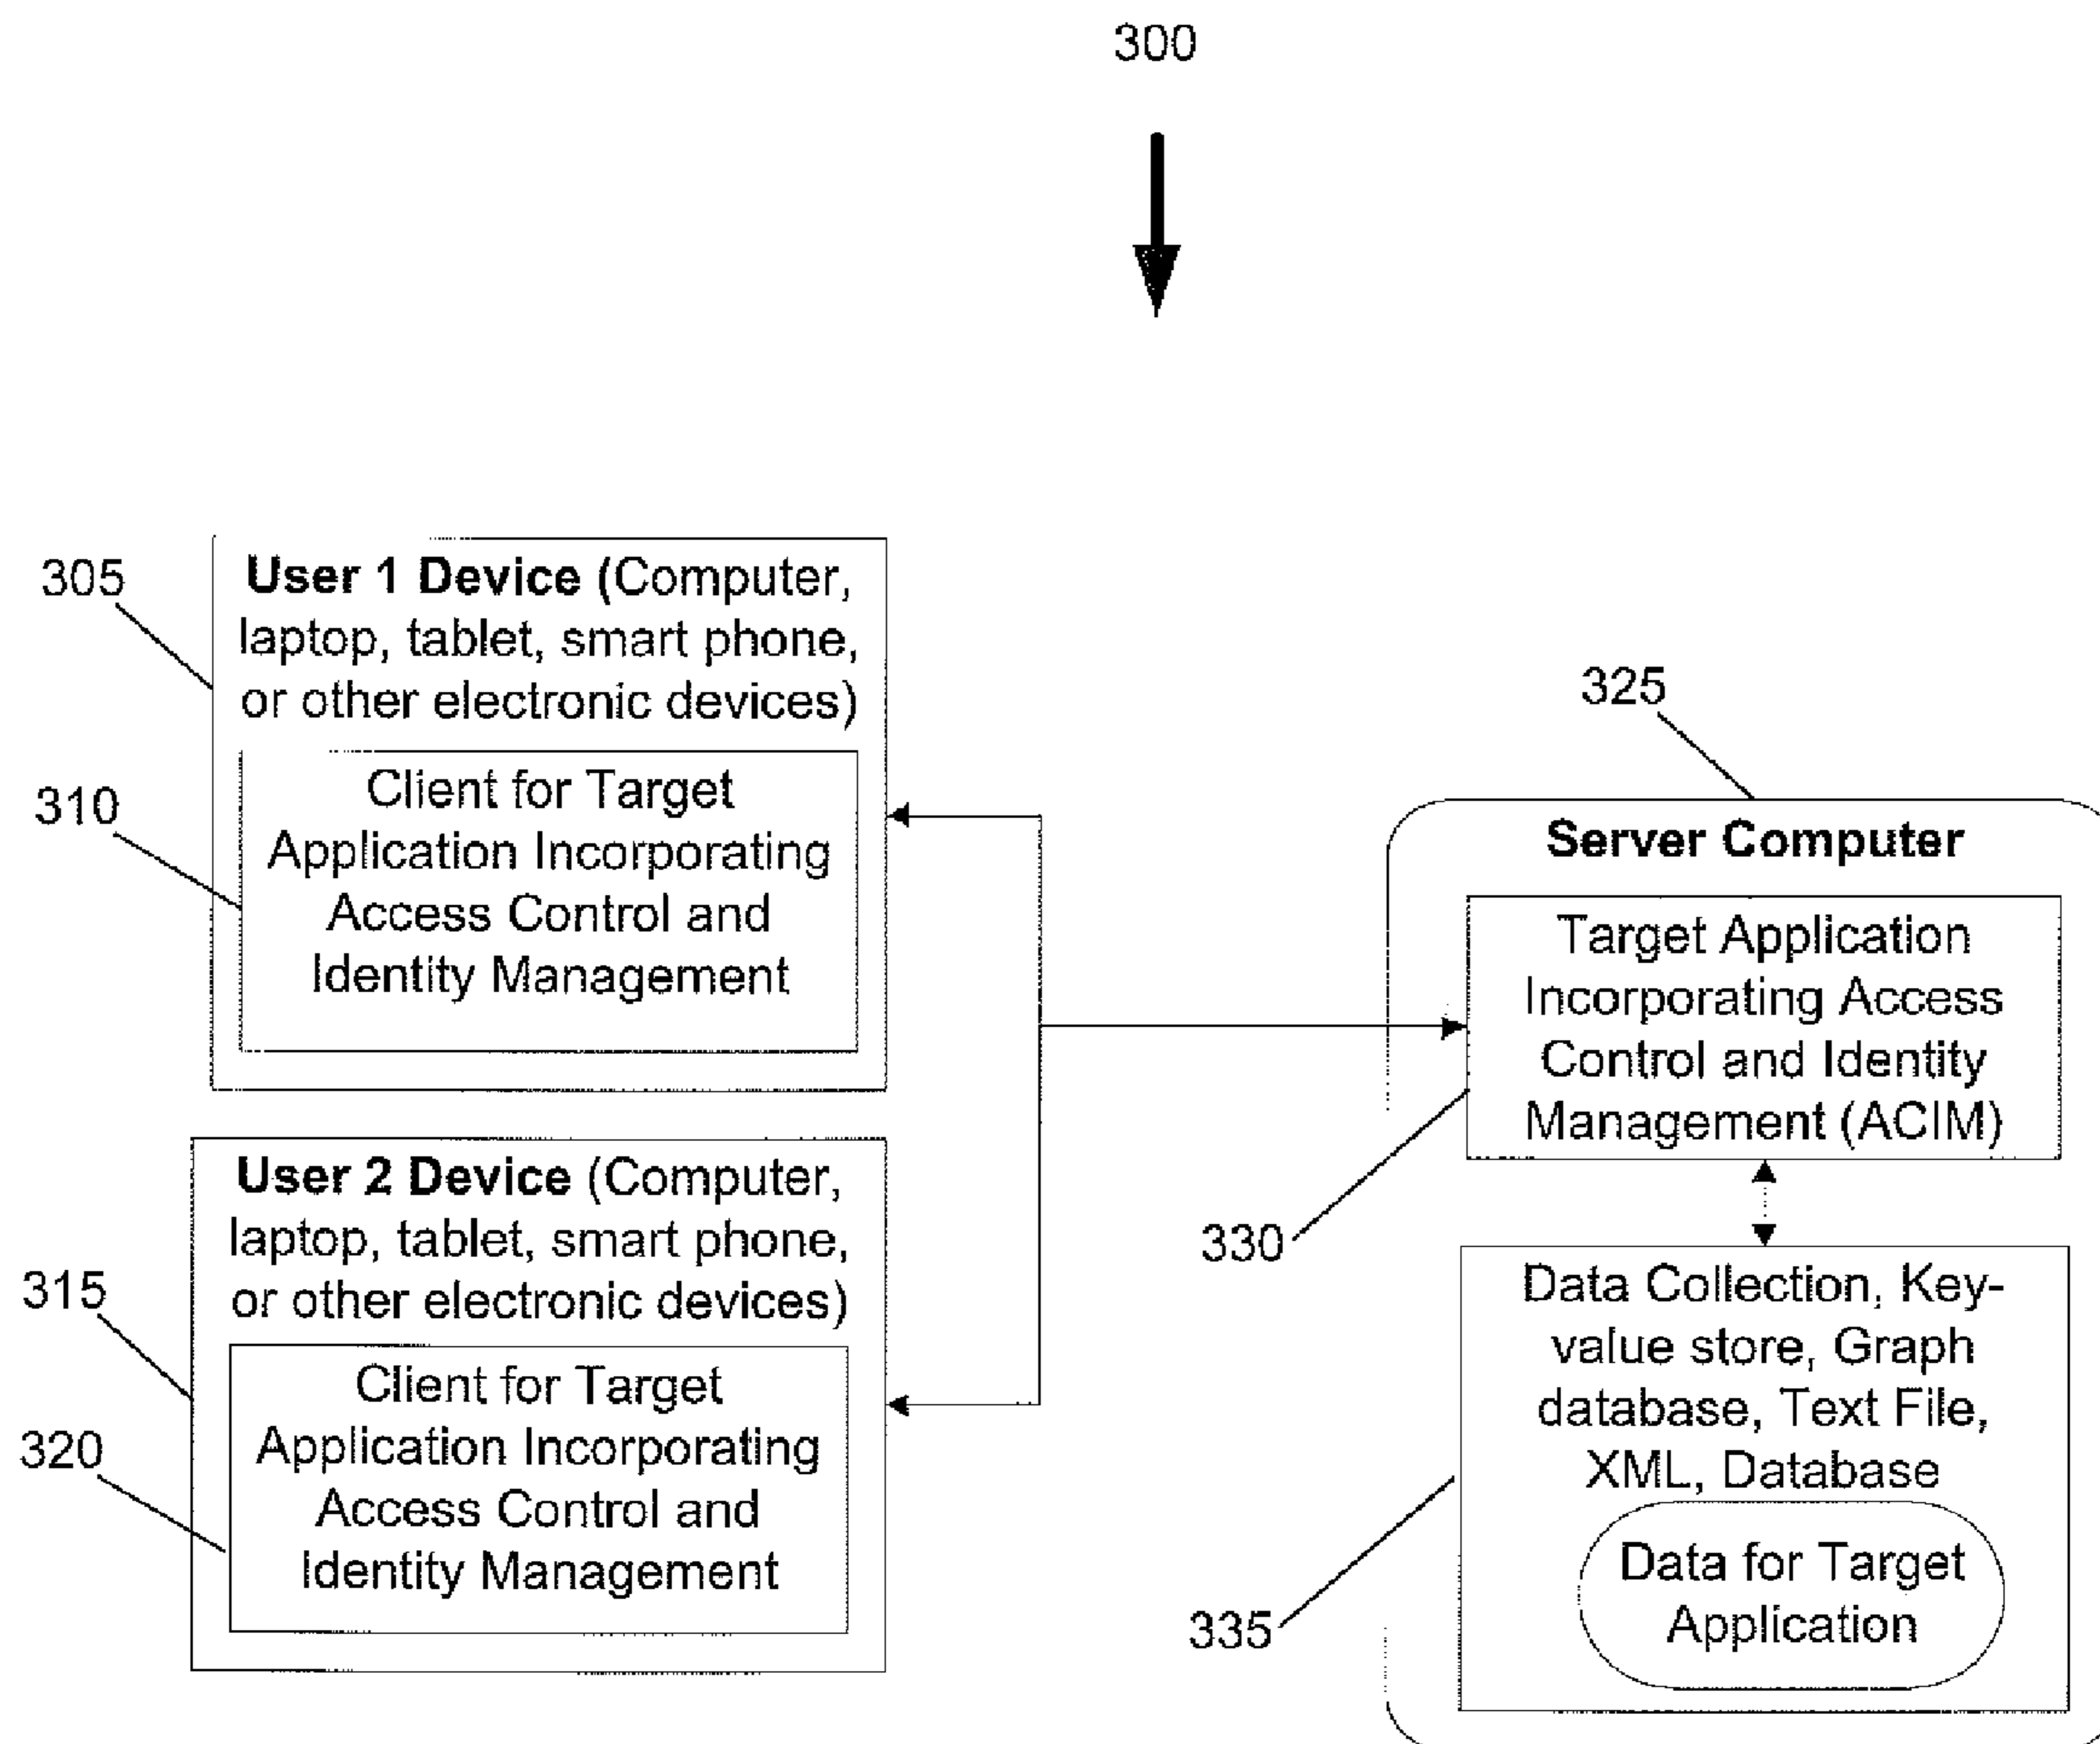 300
305
User 1 Device (Computer,
laptop, tablet, smart phone,
or other electronic devices)
310
Client for Target
Application Incorporating
Access Control and
Identity Management
315
User 2 Device (Computer,
laptop, tablet, smart phone,
or other electronic devices)
320
Client for Target
Application Incorporating
Access Control and
Identity Management
325
Server Computer
Target Application
Incorporating Access
Control and Identity
Management (ACIM)
330
Data Collection, Key-
value store, Graph
database, Text File,
XML, Database
335
Data for Target
Application